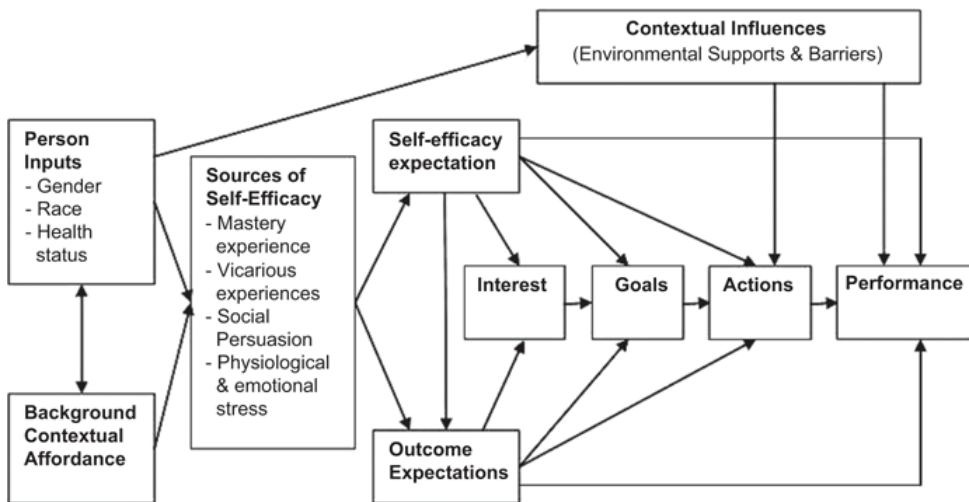 Contextual Influences
(Environmental Supports & Barriers)
Person
Inputs
- Gender
- Race
- Health
status
Background
Contextual
Affordance
Sources of
Self-Efficacy
- Mastery
experience
- Vicarious
experiences
- Social
Persuasion
- Physiological
& emotional
stress
Self-efficacy
expectation
Interest
Goals
Actions
Performance
Outcome
Expectations